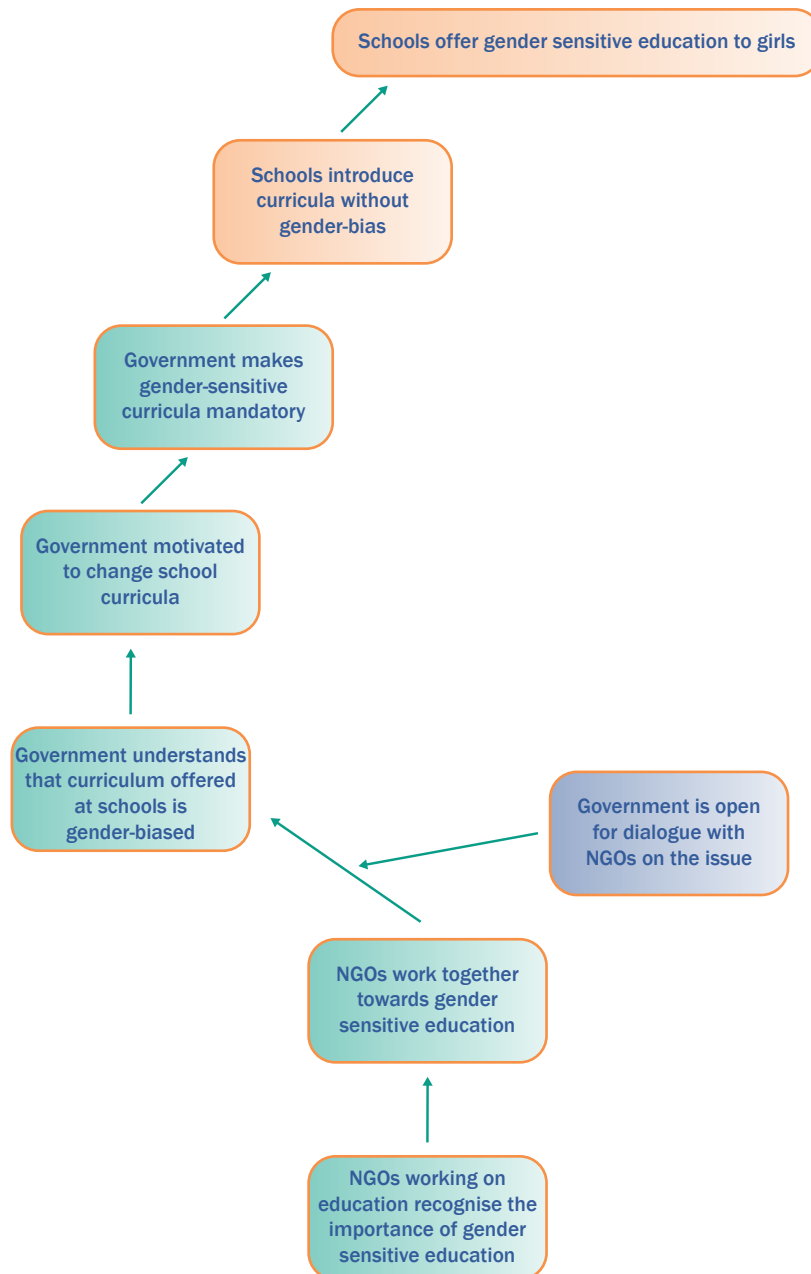 Schools offer gender sensitive education to girls
Schools introduce
curricula without
gender-bias
Government makes
gender-sensitive
curricula mandatory
Government motivated
to change school
curricula
Government understands
that curriculum offered
at schools is
gender-biased
Government is open
for dialogue with
NGOs on the issue
NGOs work together
towards gender
sensitive education
NGOs working on
education recognise the
importance of gender
sensitive education